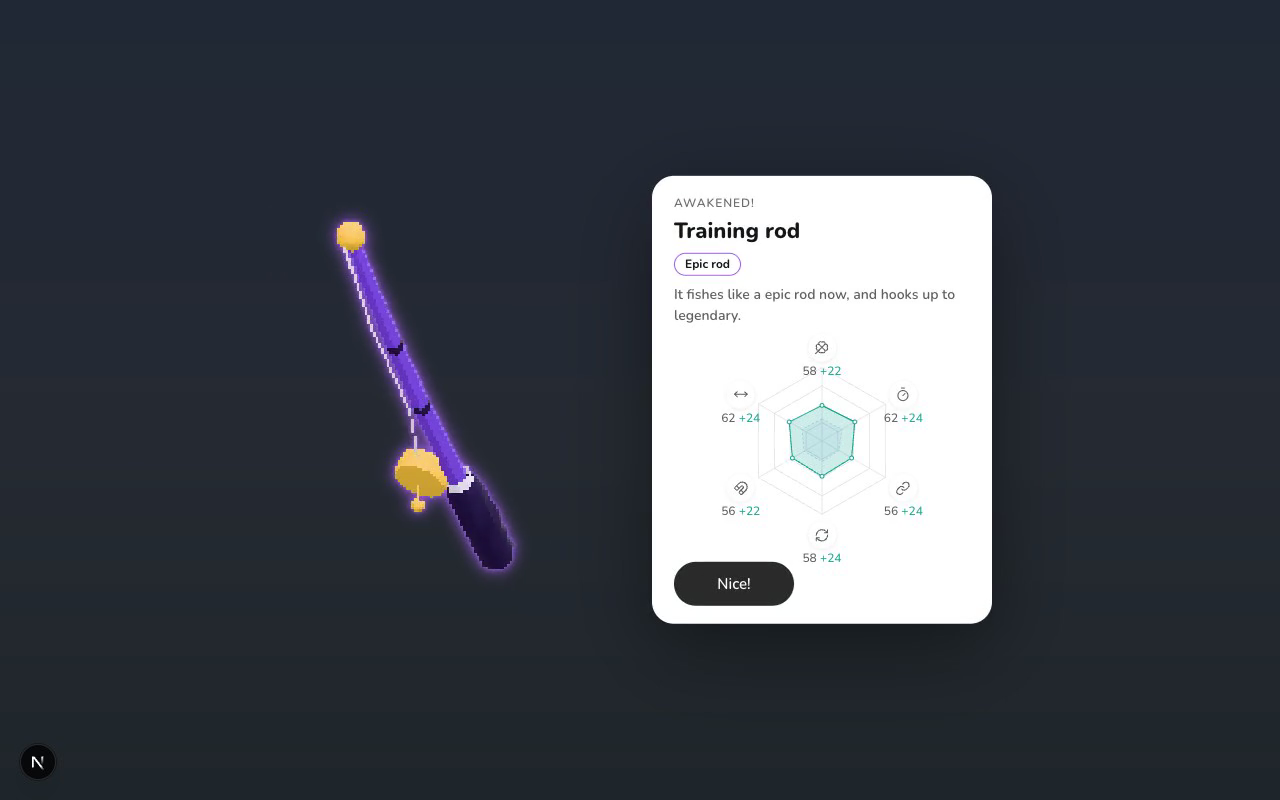 AWAKENED!
Training rod
Epic rod
It fishes like a epic rod now, and hooks up to
legendary.
58 +22
62 +24
62 +24
56 +22
56 +24
58 +24
Nice!
N